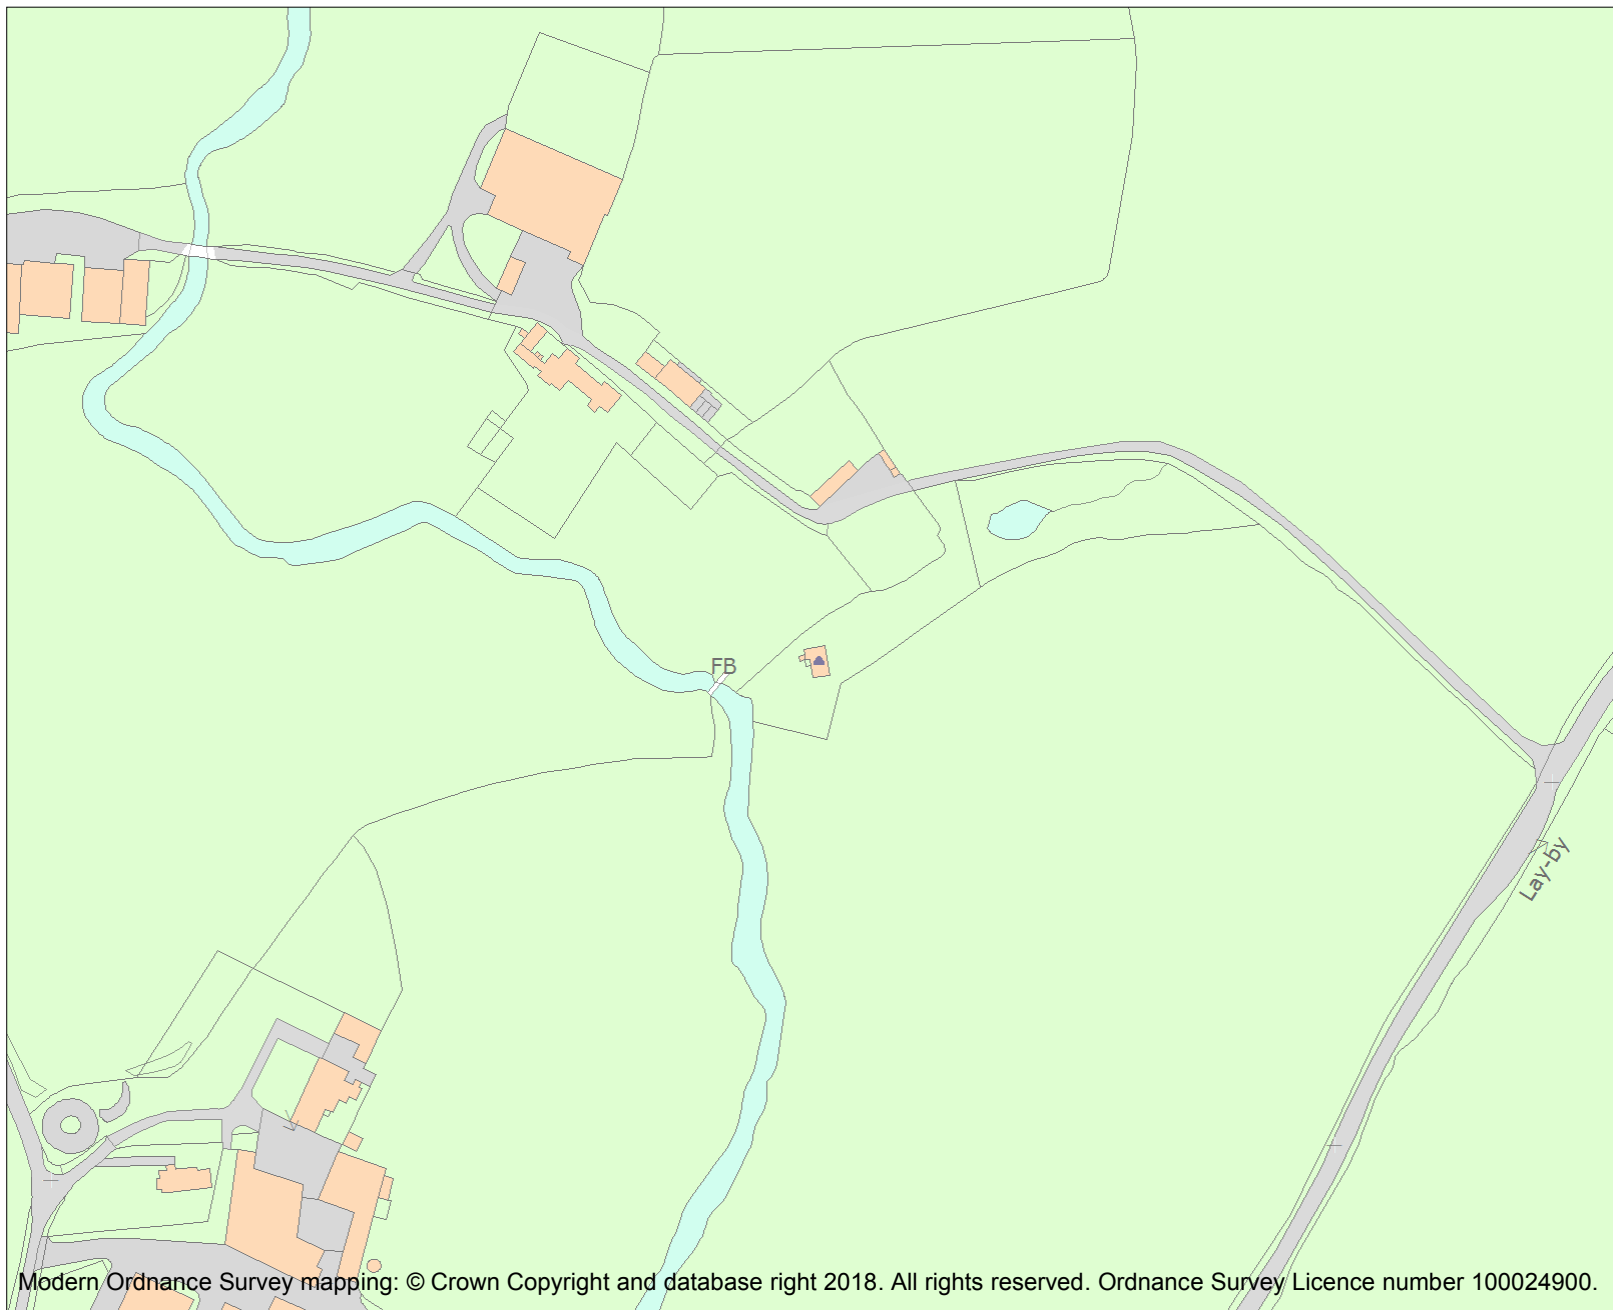 FB
Lay-by
Modern Ordnance Survey mapping: © Crown Copyright and database right 2018. All rights reserved. Ordnance Survey Licence number 100024900.